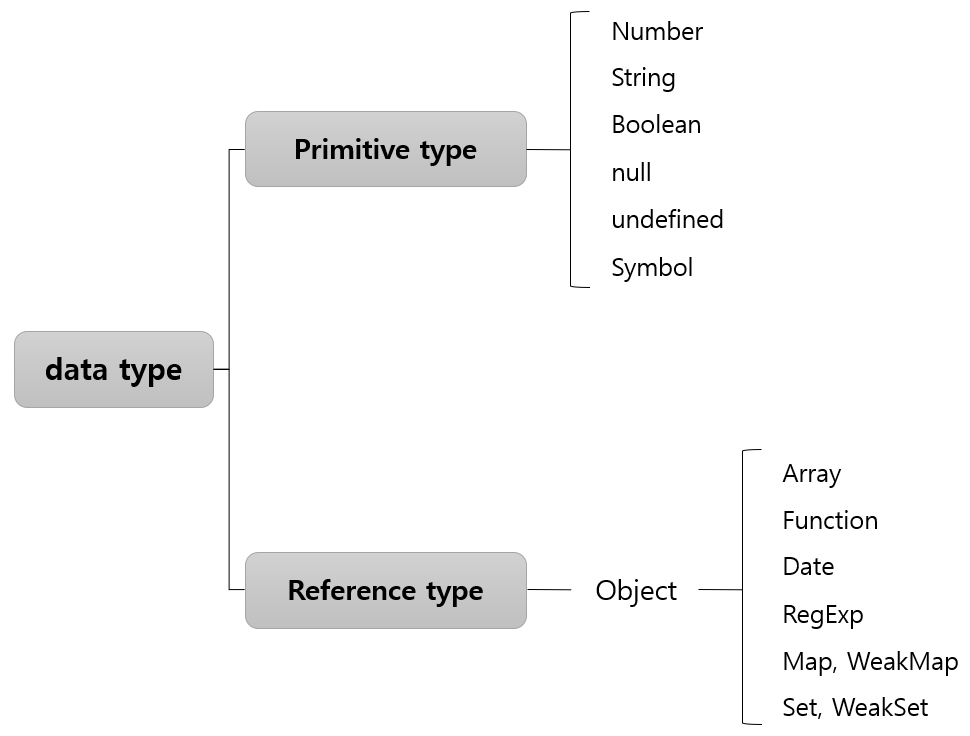 Number
String
Boolean
null
undefined
Symbol
Primitive type
data type
Reference type
Object
Array
Function
Date
RegExp
Map, WeakMap
Set, WeakSet